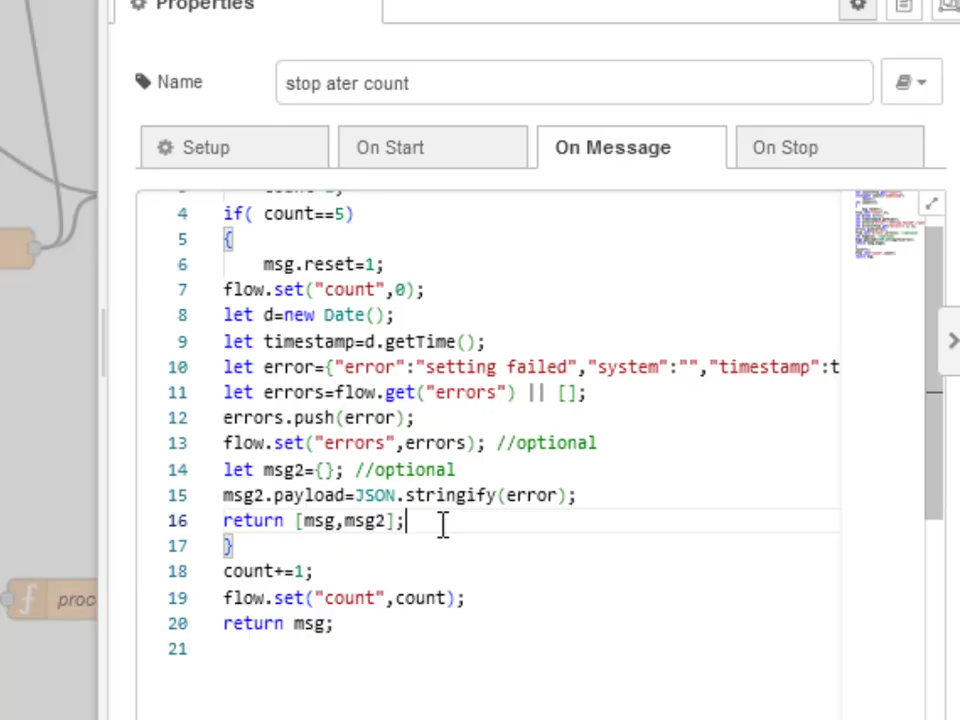 Properties
Name
stop ater count
Setup
On Start
On Message
On Stop
4 if( count==5)
5 {
6 msg.reset=1;
7 flow.set("count",0);
8 let d=new Date();
9 let timestamp=d.getTime();
10 let error={"error":"setting failed","system":"","timestamp":t
11 let errors=flow.get("errors") || [];
12 errors.push(error);
13 flow.set("errors",errors); //optional
14 let msg2={}; //optional
15 msg2.payload=JSON.stringify(error);
16 return [msg,msg2];
17 }
18 count+=1;
19 flow.set("count",count);
20 return msg;
21
f proc